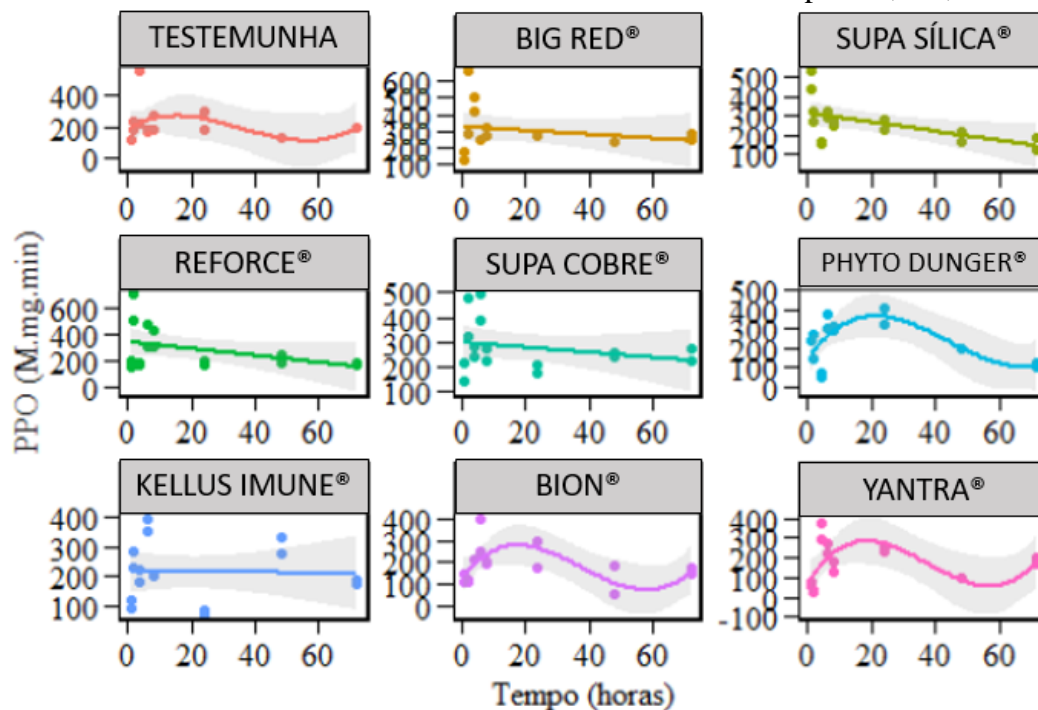 TESTEMUNHA
BIG RED®
SUPA SÍLICA®
400
200
0
0 20 40 60
600
500
400
300
200
100
0 20 40 60
500
400
300
200
100
0 20 40 60
PPO (M.mg.min)
REFORCE®
SUPA COBRE®
PHYTO DUNGER®
600
400
200
0
0 20 40 60
500
400
300
200
100
0 20 40 60
500
400
300
200
100
0
0 20 40 60
KELLUS IMUNE®
BION®
YANTRA®
400
300
200
100
0 20 40 60
400
300
200
100
0
0 20 40 60
400
300
200
100
0
-100
0 20 40 60
Tempo (horas)